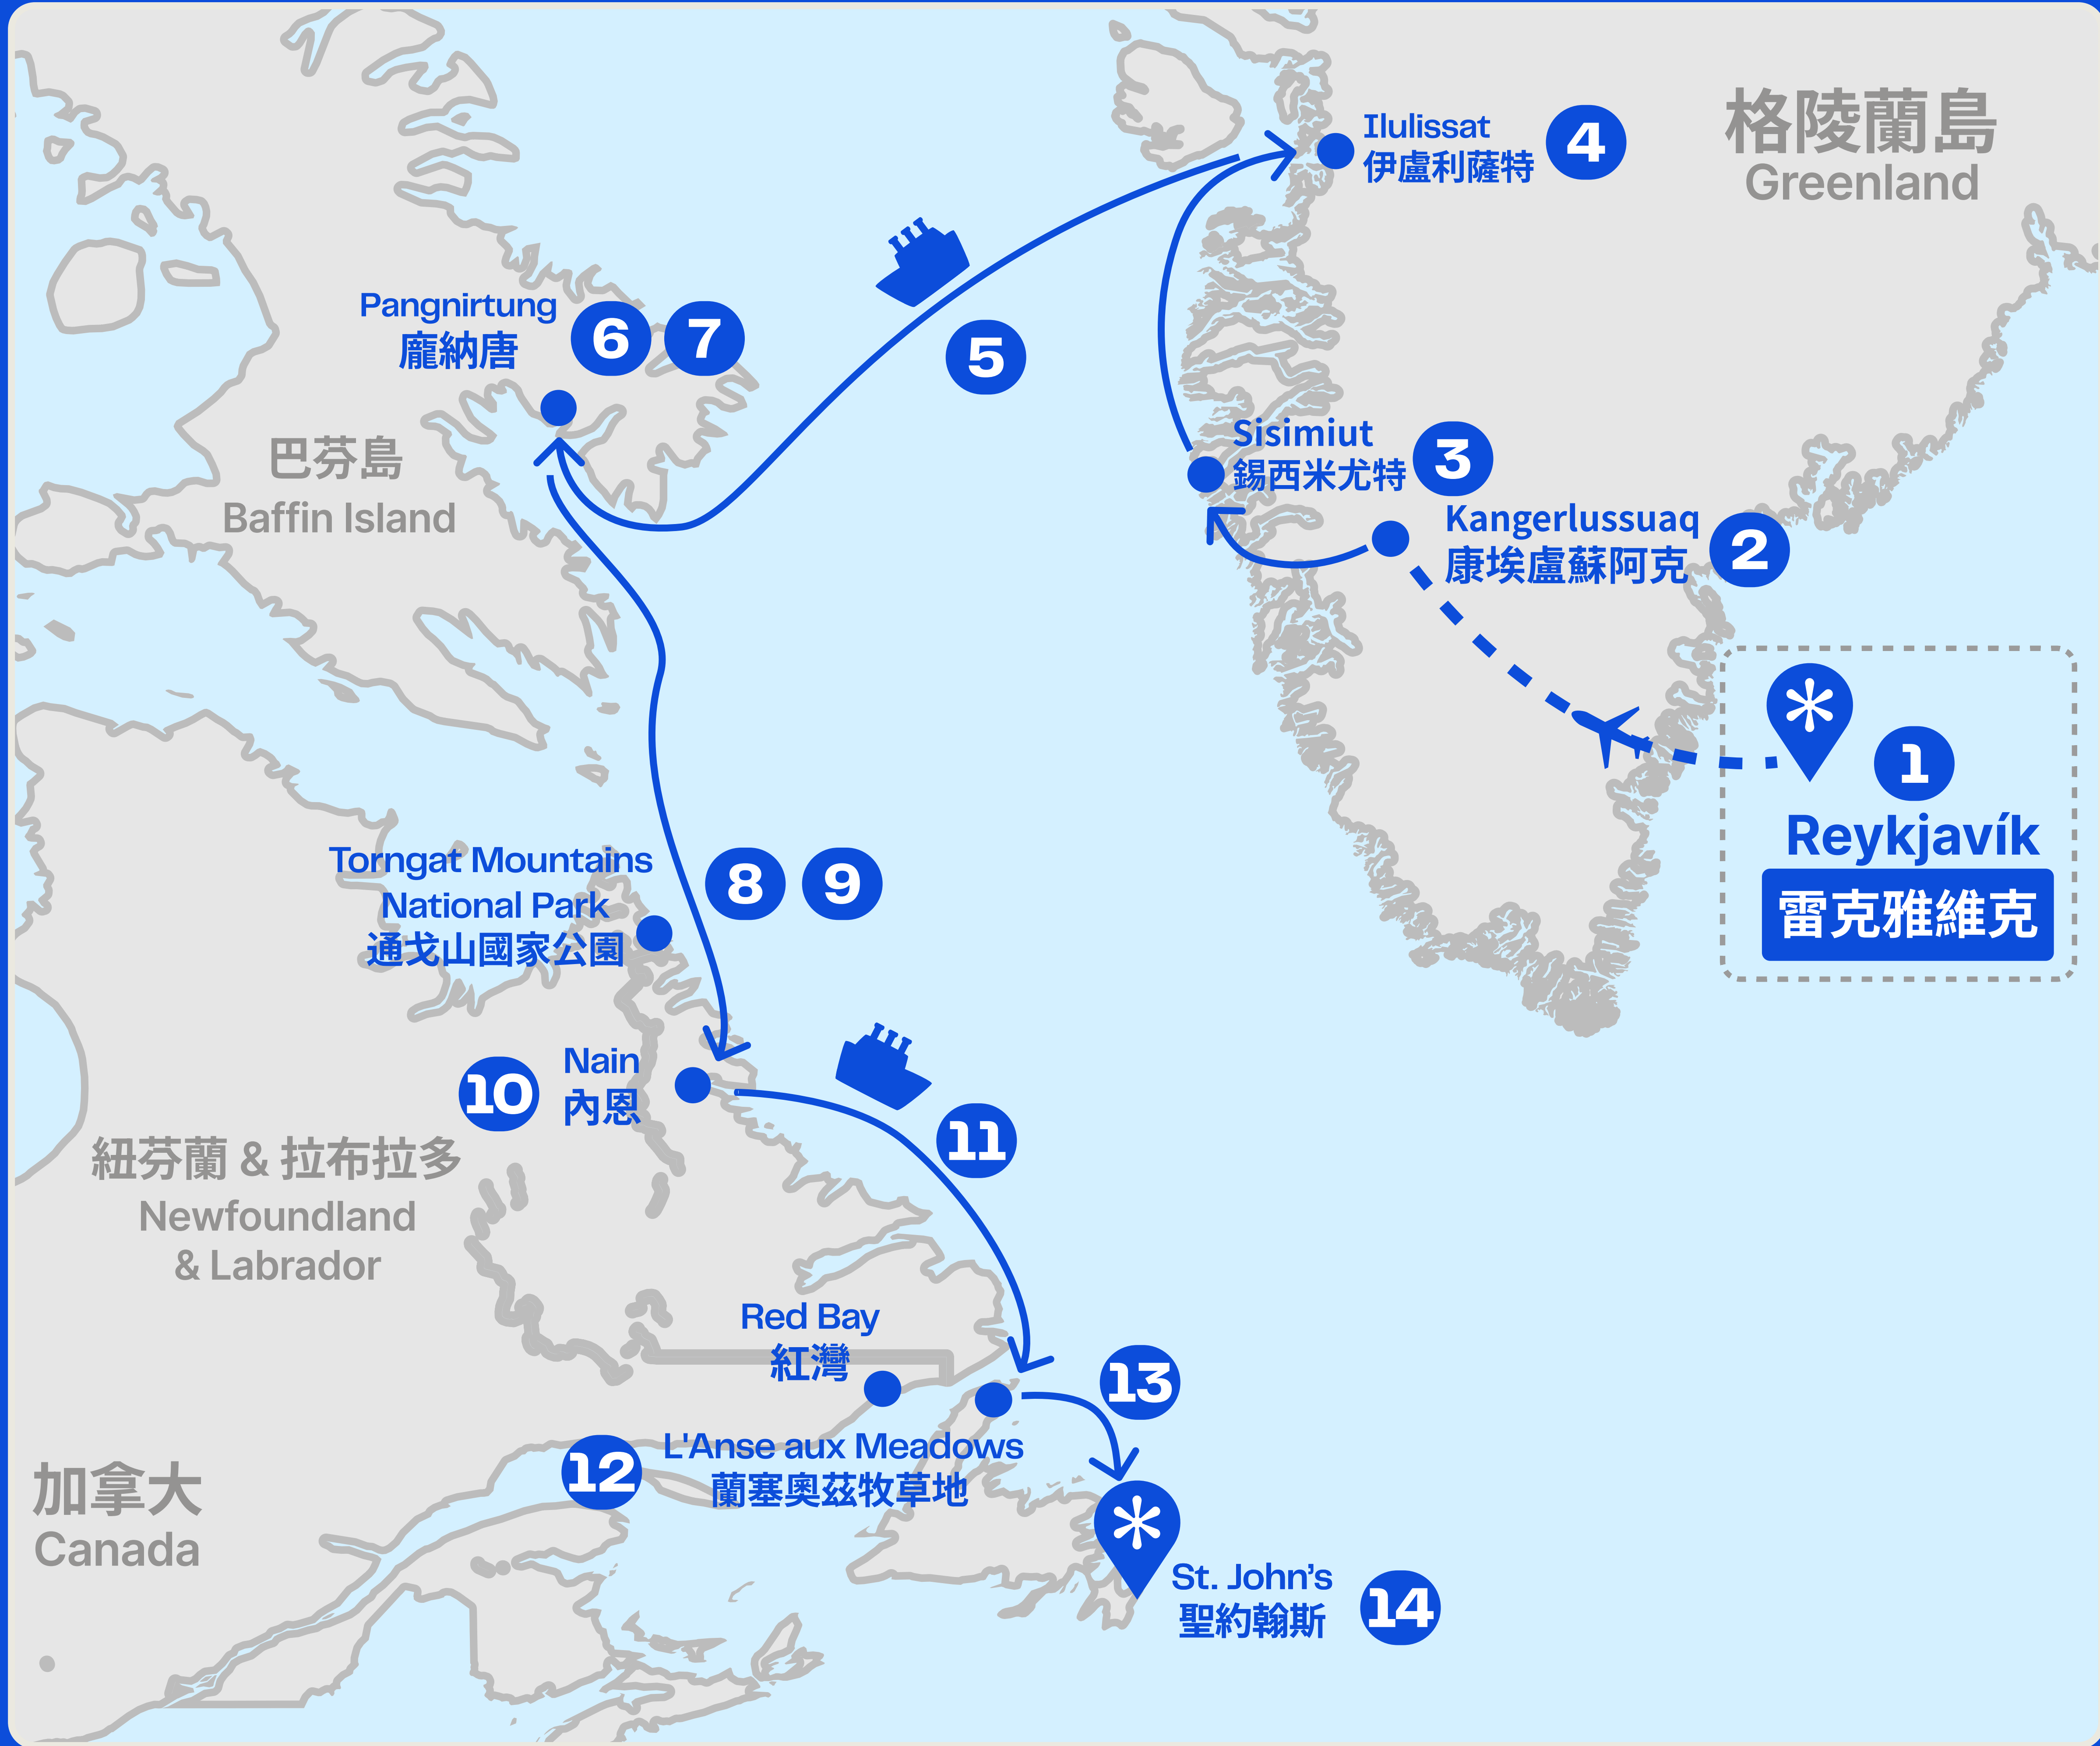 格陵蘭島
Greenland
Ilulissat
伊盧利薩特
4
Pangnirtung
龐納唐
6
7
5
Sisimiut
錫西米尤特
3
巴芬島
Baffin Island
Kangerlussuaq
康埃盧蘇阿克
2
1
Reykjavík
雷克雅維克
Torngat Mountains
National Park
通戈山國家公園
8
9
Nain
內恩
10
11
紐芬蘭 & 拉布拉多
Newfoundland
& Labrador
Red Bay
紅灣
13
L'Anse aux Meadows
蘭塞奧茲牧草地
12
加拿大
Canada
St. John’s
聖約翰斯
14